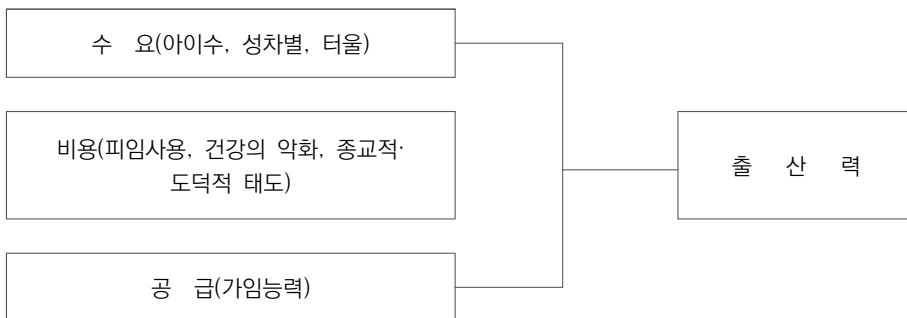 수 요(아이수, 성차별, 터울)
비용(피임사용, 건강의 악화, 종교적·
도덕적 태도)
출 산 력
공 급(가임능력)